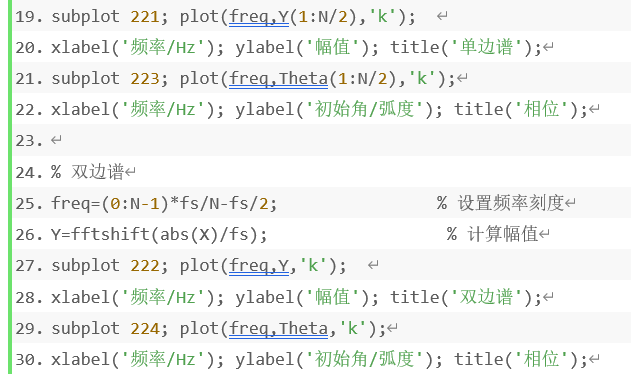 19. subplot 221; plot(freq,Y(1:N/2),'k');  ↵
20. xlabel('频率/Hz'); ylabel('幅值'); title('单边谱');↵
21. subplot 223; plot(freq,Theta(1:N/2),'k');↵
22. xlabel('频率/Hz'); ylabel('初始角/弧度'); title('相位');↵
23. ↵
24. % 双边谱↵
25. freq=(0:N-1)*fs/N-fs/2;                % 设置频率刻度↵
26. Y=fftshift(abs(X)/fs);                  % 计算幅值↵
27. subplot 222; plot(freq,Y,'k');  ↵
28. xlabel('频率/Hz'); ylabel('幅值'); title('双边谱');↵
29. subplot 224; plot(freq,Theta,'k');↵
30. xlabel('频率/Hz'); ylabel('初始角/弧度'); title('相位');↵